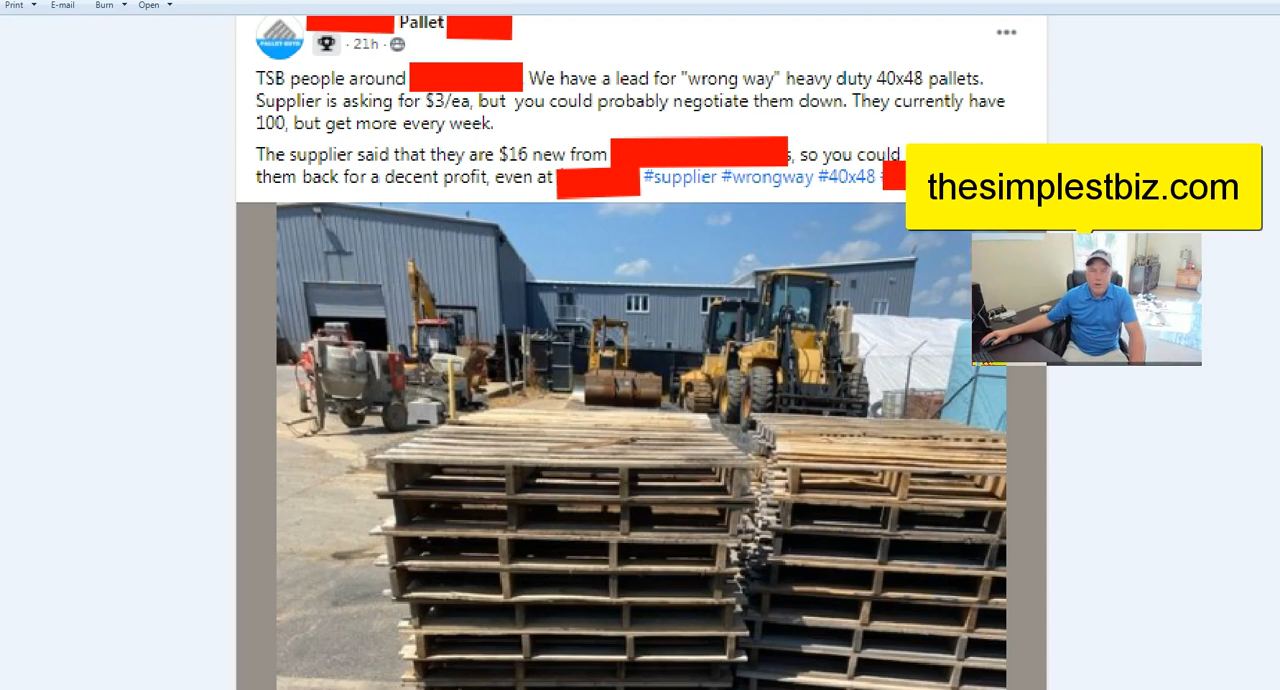 Print E-mail Burn Open
Pallet
· 21h ·
TSB people around We have a lead for "wrong way" heavy duty 40x48 pallets.
Supplier is asking for $3/ea, but you could probably negotiate them down. They currently have
100, but get more every week.
The supplier said that they are $16 new from s, so you could
them back for a decent profit, even at #supplier #wrongway #40x48 #
thesimplestbiz.com